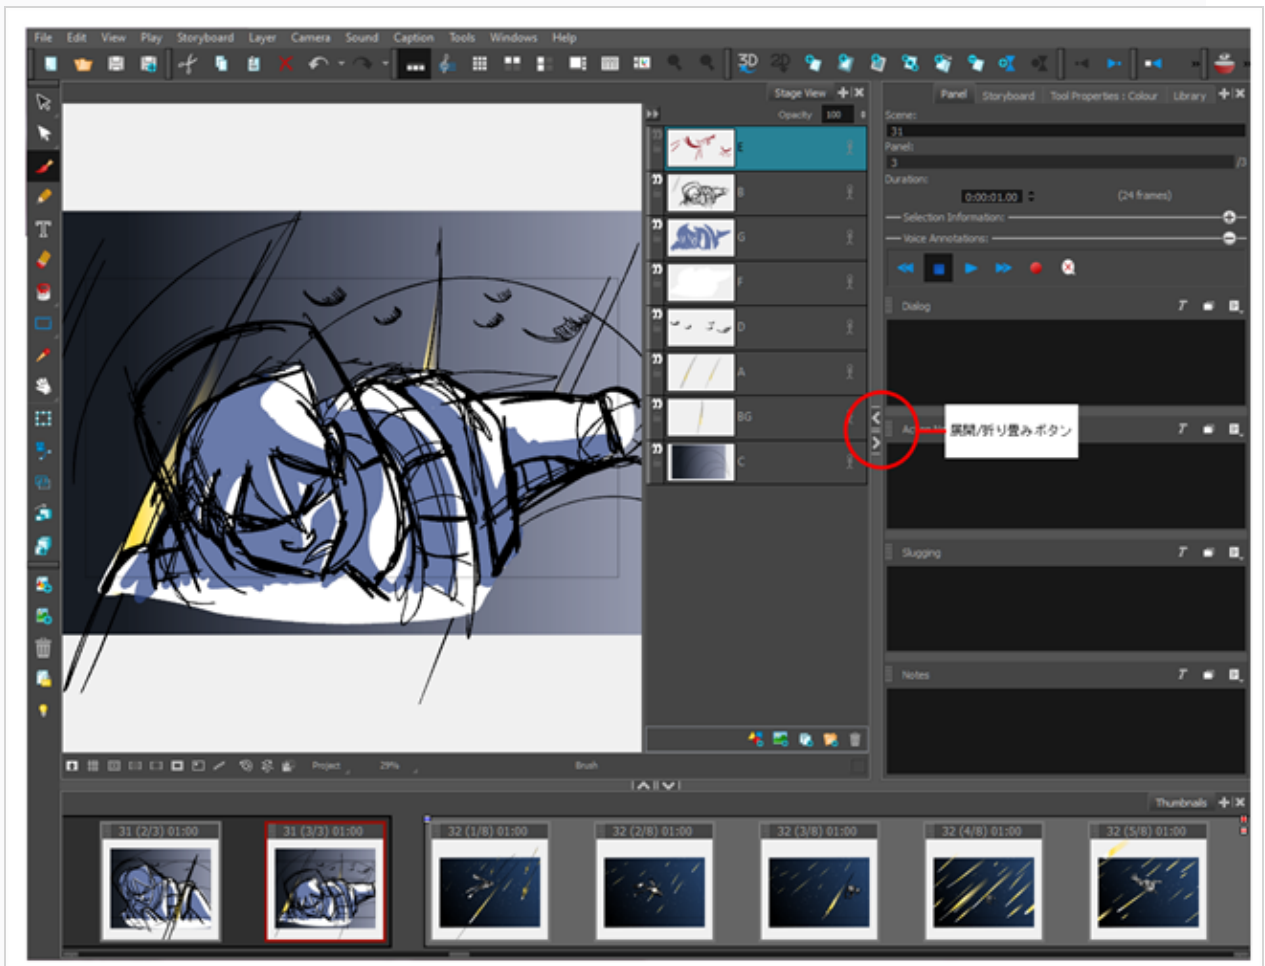 File Edit View Play Storyboard Layer Camera Sound Caption Tools Windows Help
3D
Stage View
Opacity 100
E
B
G
F
D
A
BG
C
Panel Storyboard Tool Properties : Colour Library
Scene:
31
Panel:
3 /3
Duration:
0:00:01.00 (24 frames)
Selection Information:
Voice Annotations:
Dialog
展開/折り畳みボタン
Slugging
Notes
Project 29% Brush
Thumbnails
31 (2/3) 01:00 31 (3/3) 01:00 32 (1/8) 01:00 32 (2/8) 01:00 32 (3/8) 01:00 32 (4/8) 01:00 32 (5/8) 01:00